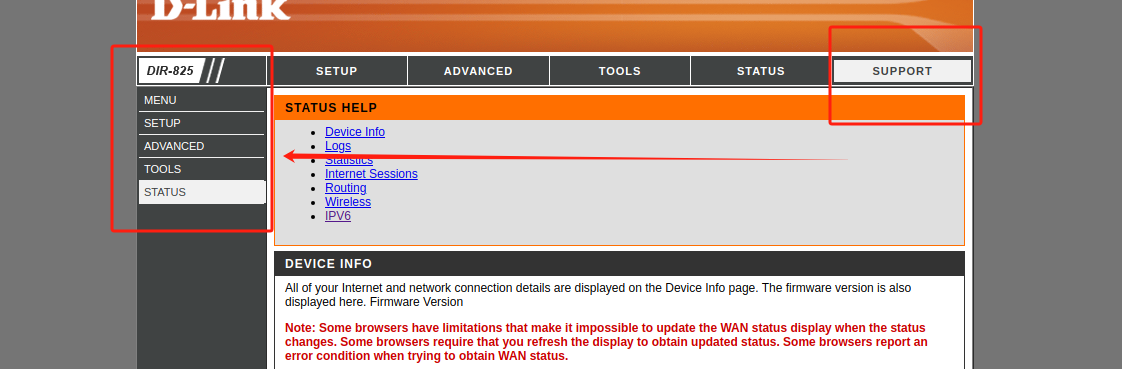 D-Link
DIR-825
SETUP
ADVANCED
TOOLS
STATUS
SUPPORT
MENU
SETUP
ADVANCED
TOOLS
STATUS
STATUS HELP
Device Info
Logs
Statistics
Internet Sessions
Routing
Wireless
IPV6
DEVICE INFO
All of your Internet and network connection details are displayed on the Device Info page. The firmware version is also
displayed here. Firmware Version
Note: Some browsers have limitations that make it impossible to update the WAN status display when the status
changes. Some browsers require that you refresh the display to obtain updated status. Some browsers report an
error condition when trying to obtain WAN status.